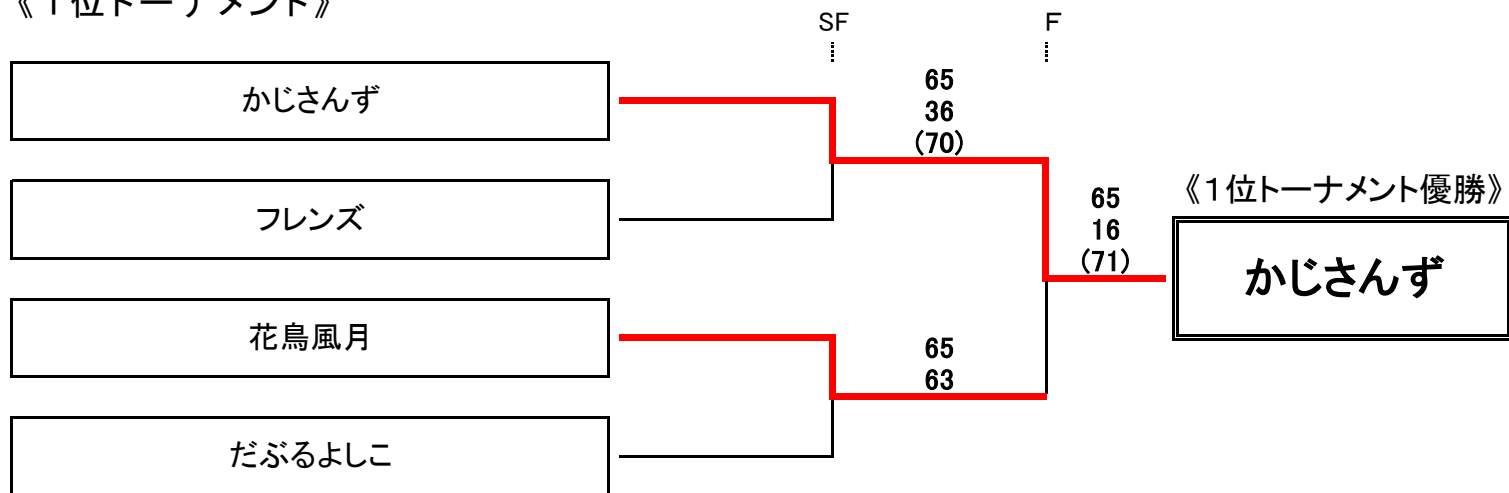 《1位トーナメント》
SF
F
かじさんず
65
36
(70)
フレンズ
65
16
(71)
《1位トーナメント優勝》
かじさんず
花鳥風月
65
63
だぶるよしこ